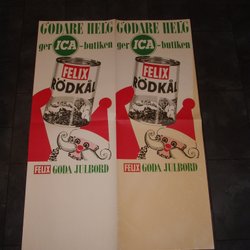 GODARE HELG
ger ICA-butiken
FELIX
RÖDKÅL
FELIX GODA JULBORD
GODARE HELG
ger ICA-butiken
FELIX
RÖDKÅL
FELIX GODA JULBORD